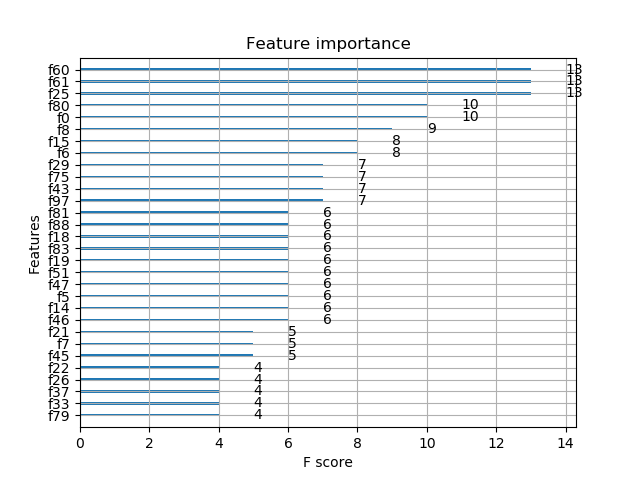 Feature importance
f60 13
f61 13
f25 13
f80 10
f0 10
f8 9
f15 8
f6 8
f29 7
f75 7
f43 7
f97 7
f81 6
f88 6
f18 6
f83 6
f19 6
f51 6
f47 6
f5 6
f14 6
f46 6
f21 5
f7 5
f45 5
f22 4
f26 4
f37 4
f33 4
f79 4
Features
0 2 4 6 8 10 12 14
F score